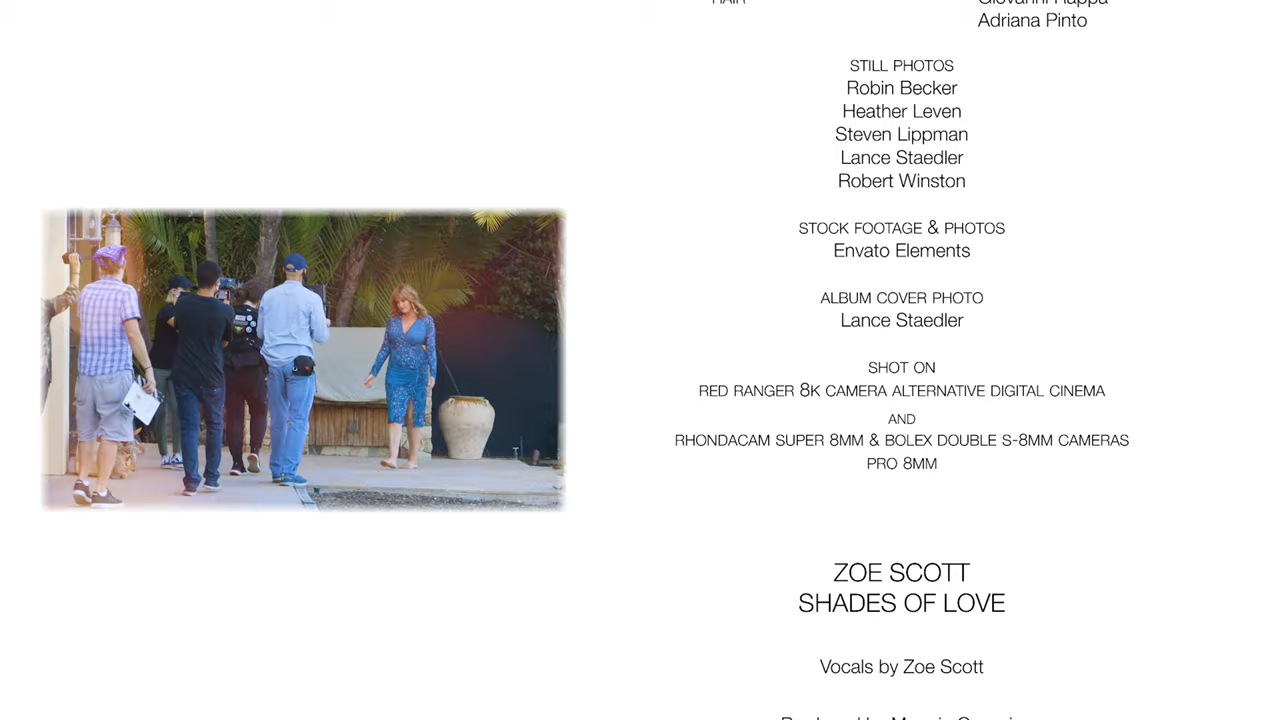 HAIR
Adriana Pinto
STILL PHOTOS
Robin Becker
Heather Leven
Steven Lippman
Lance Staedler
Robert Winston
STOCK FOOTAGE & PHOTOS
Envato Elements
ALBUM COVER PHOTO
Lance Staedler
SHOT ON
RED RANGER 8K CAMERA ALTERNATIVE DIGITAL CINEMA
AND
RHONDACAM SUPER 8MM & BOLEX DOUBLE S-8MM CAMERAS
PRO 8MM
ZOE SCOTT
SHADES OF LOVE
Vocals by Zoe Scott